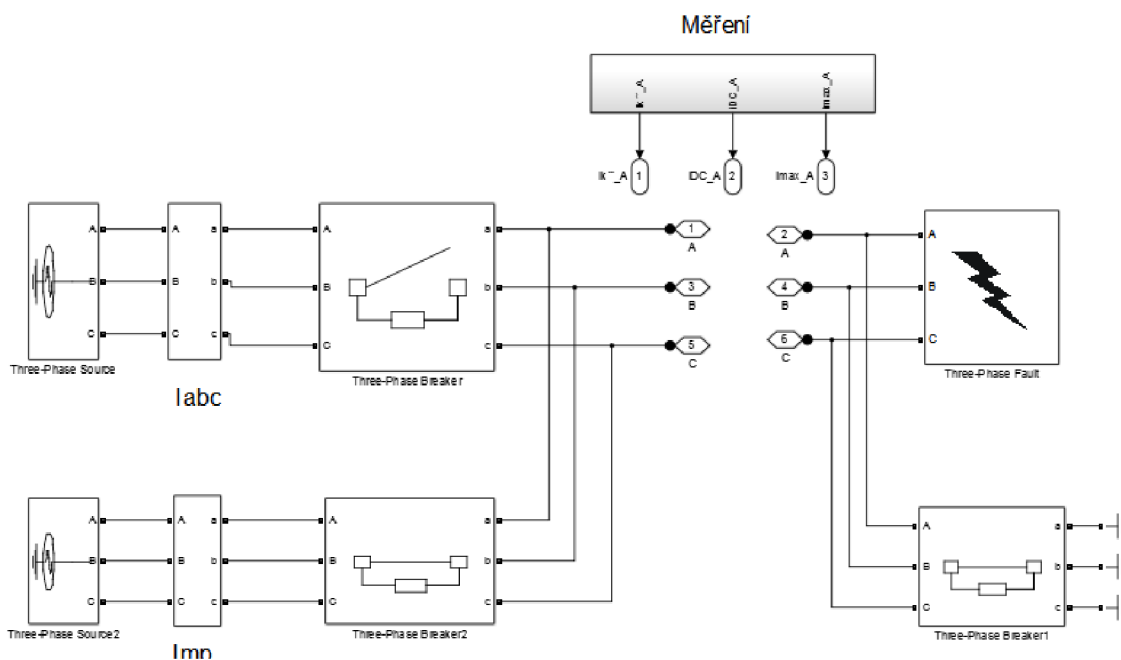 Měření
Ik"_A
IDC_A
Imax_A
Ik"_A 1
IDC_A 2
Imax_A 3
A
B
C
Three-Phase Source
A
B
C
a
b
c
Iabc
A
B
C
a
b
c
Three-Phase Breaker
1
A
3
B
5
C
2
A
4
B
6
C
A
B
C
Three-Phase Fault
A
B
C
Three-Phase Source2
A
B
C
a
b
c
Imp
A
B
C
a
b
c
Three-Phase Breaker2
A
B
C
a
b
c
Three-Phase Breaker1